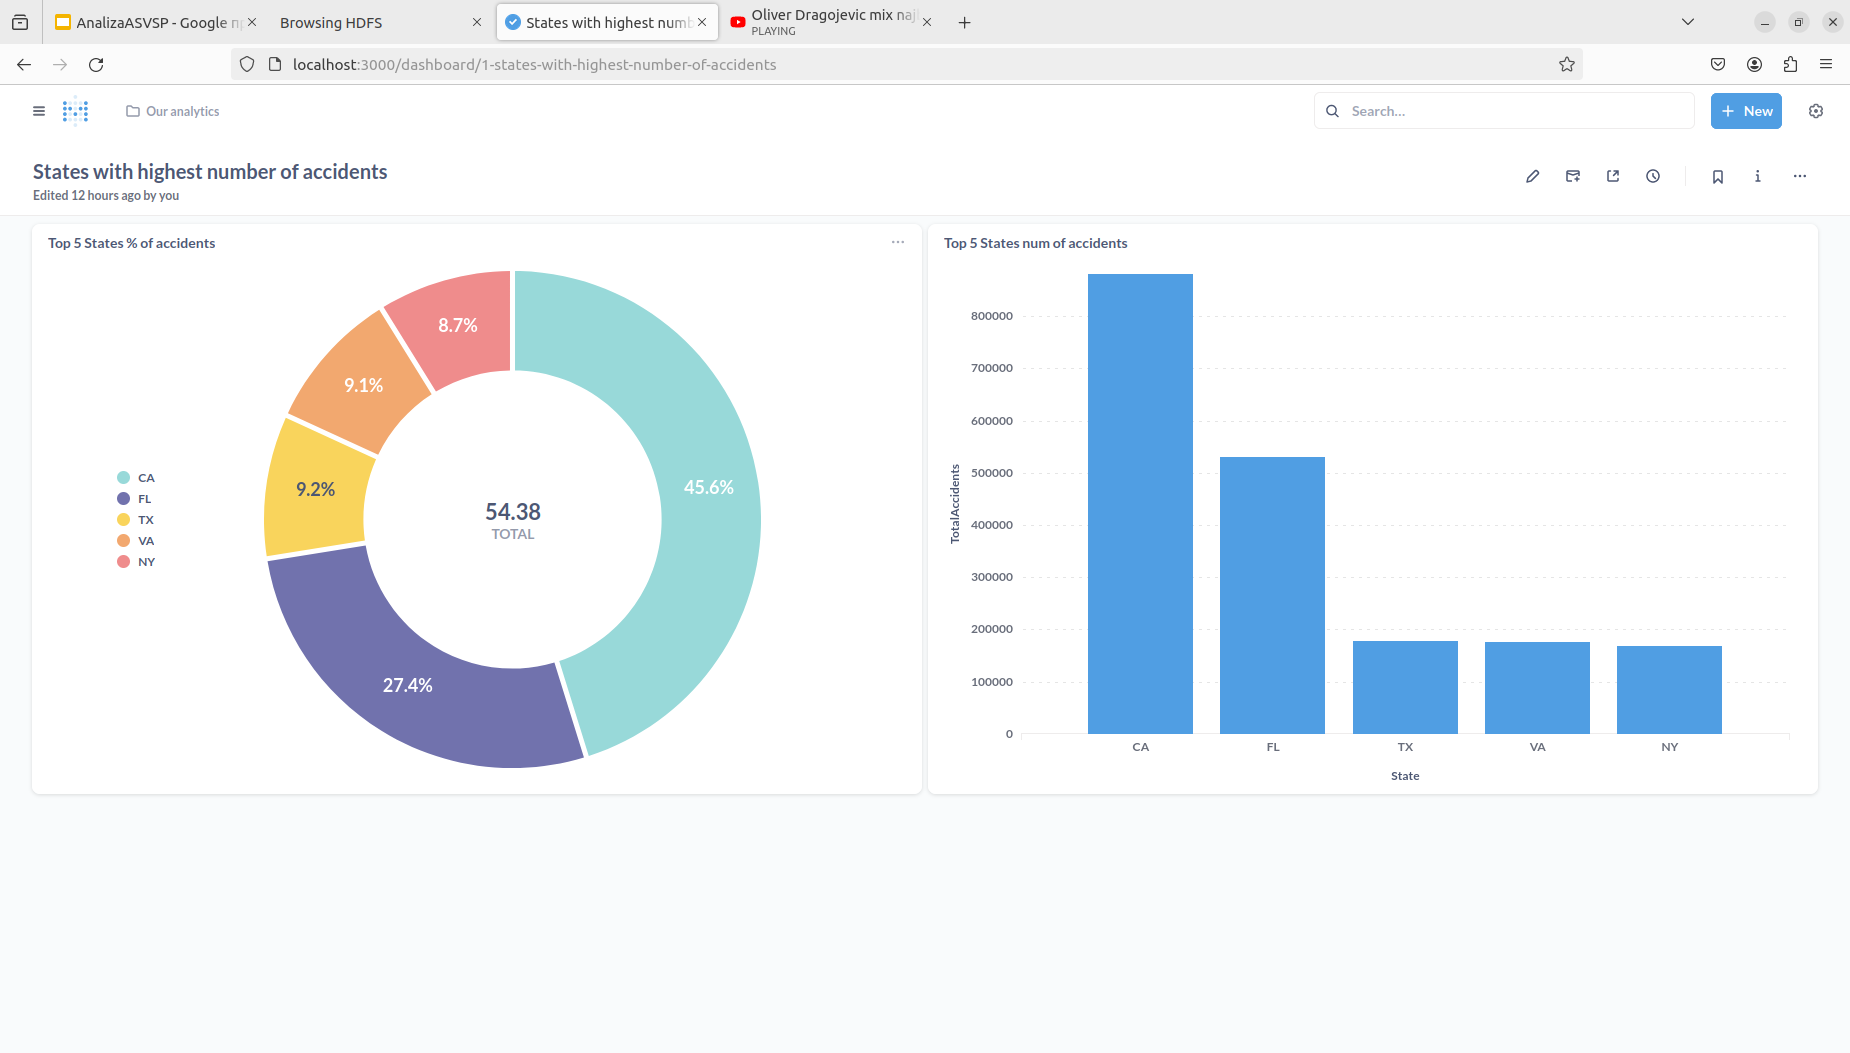 AnalizaASVSP - Google
Browsing HDFS
States with highest num
Oliver Dragojevic mix naj
PLAYING
localhost:3000/dashboard/1-states-with-highest-number-of-accidents
Our analytics
Search...
New
States with highest number of accidents
Edited 12 hours ago by you
Top 5 States % of accidents
CA
FL
TX
VA
NY
8.7%
9.1%
9.2%
45.6%
27.4%
54.38
TOTAL
Top 5 States num of accidents
TotalAccidents
800000
700000
600000
500000
400000
300000
200000
100000
0
CA FL TX VA NY
State